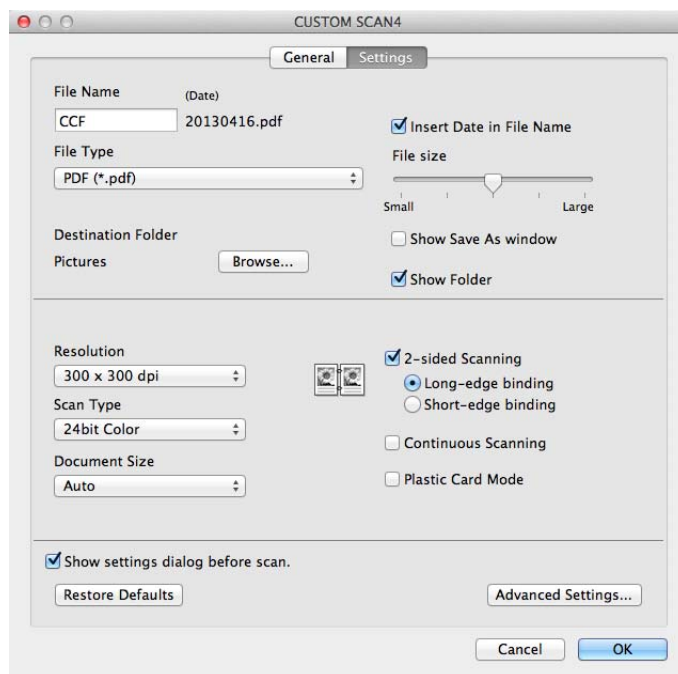 CUSTOM SCAN4
General Settings
File Name (Date)
CCF 20130416.pdf
Insert Date in File Name
File Type
File size
PDF (*.pdf)
Small Large
Destination Folder
Show Save As window
Pictures Browse...
Show Folder
Resolution
2-sided Scanning
300 x 300 dpi
Long-edge binding
Scan Type
Short-edge binding
24bit Color
Continuous Scanning
Document Size
Plastic Card Mode
Auto
Show settings dialog before scan.
Restore Defaults Advanced Settings...
Cancel OK